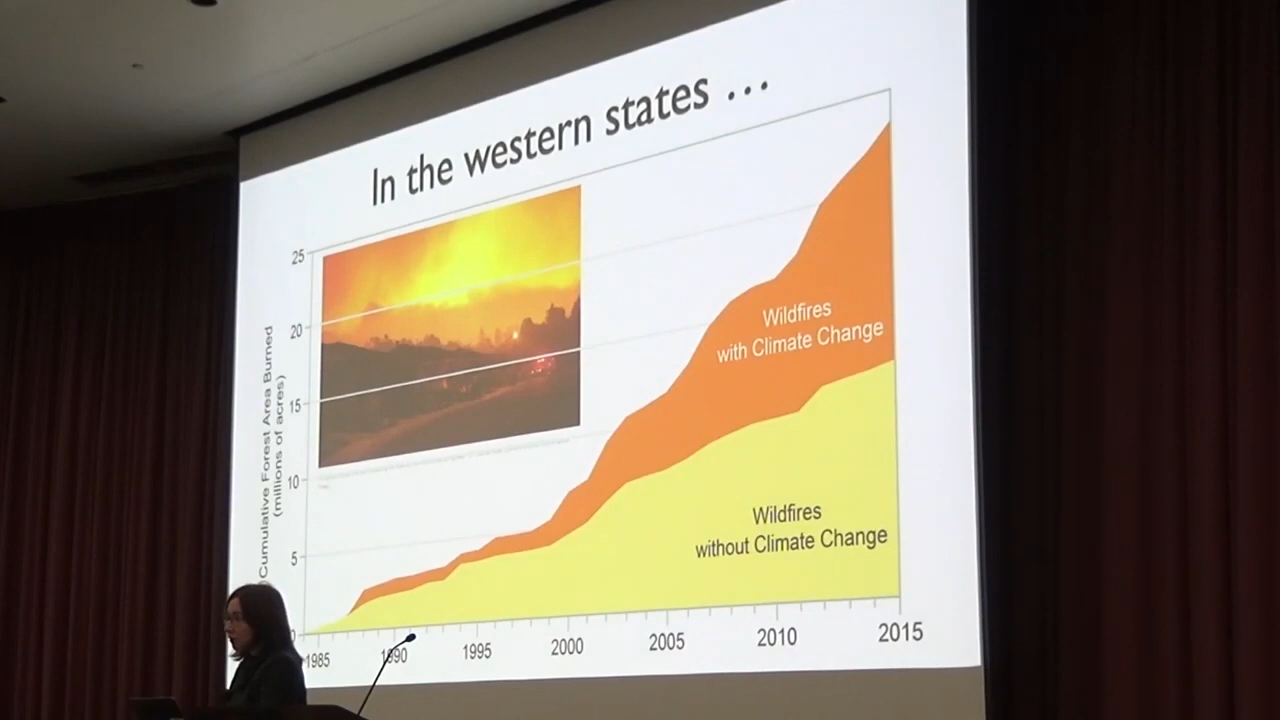 In the western states ...
25
20
15
10
5
0
Cumulative Forest Area Burned
(millions of acres)
Wildfires
with Climate Change
Wildfires
without Climate Change
1985
1990
1995
2000
2005
2010
2015